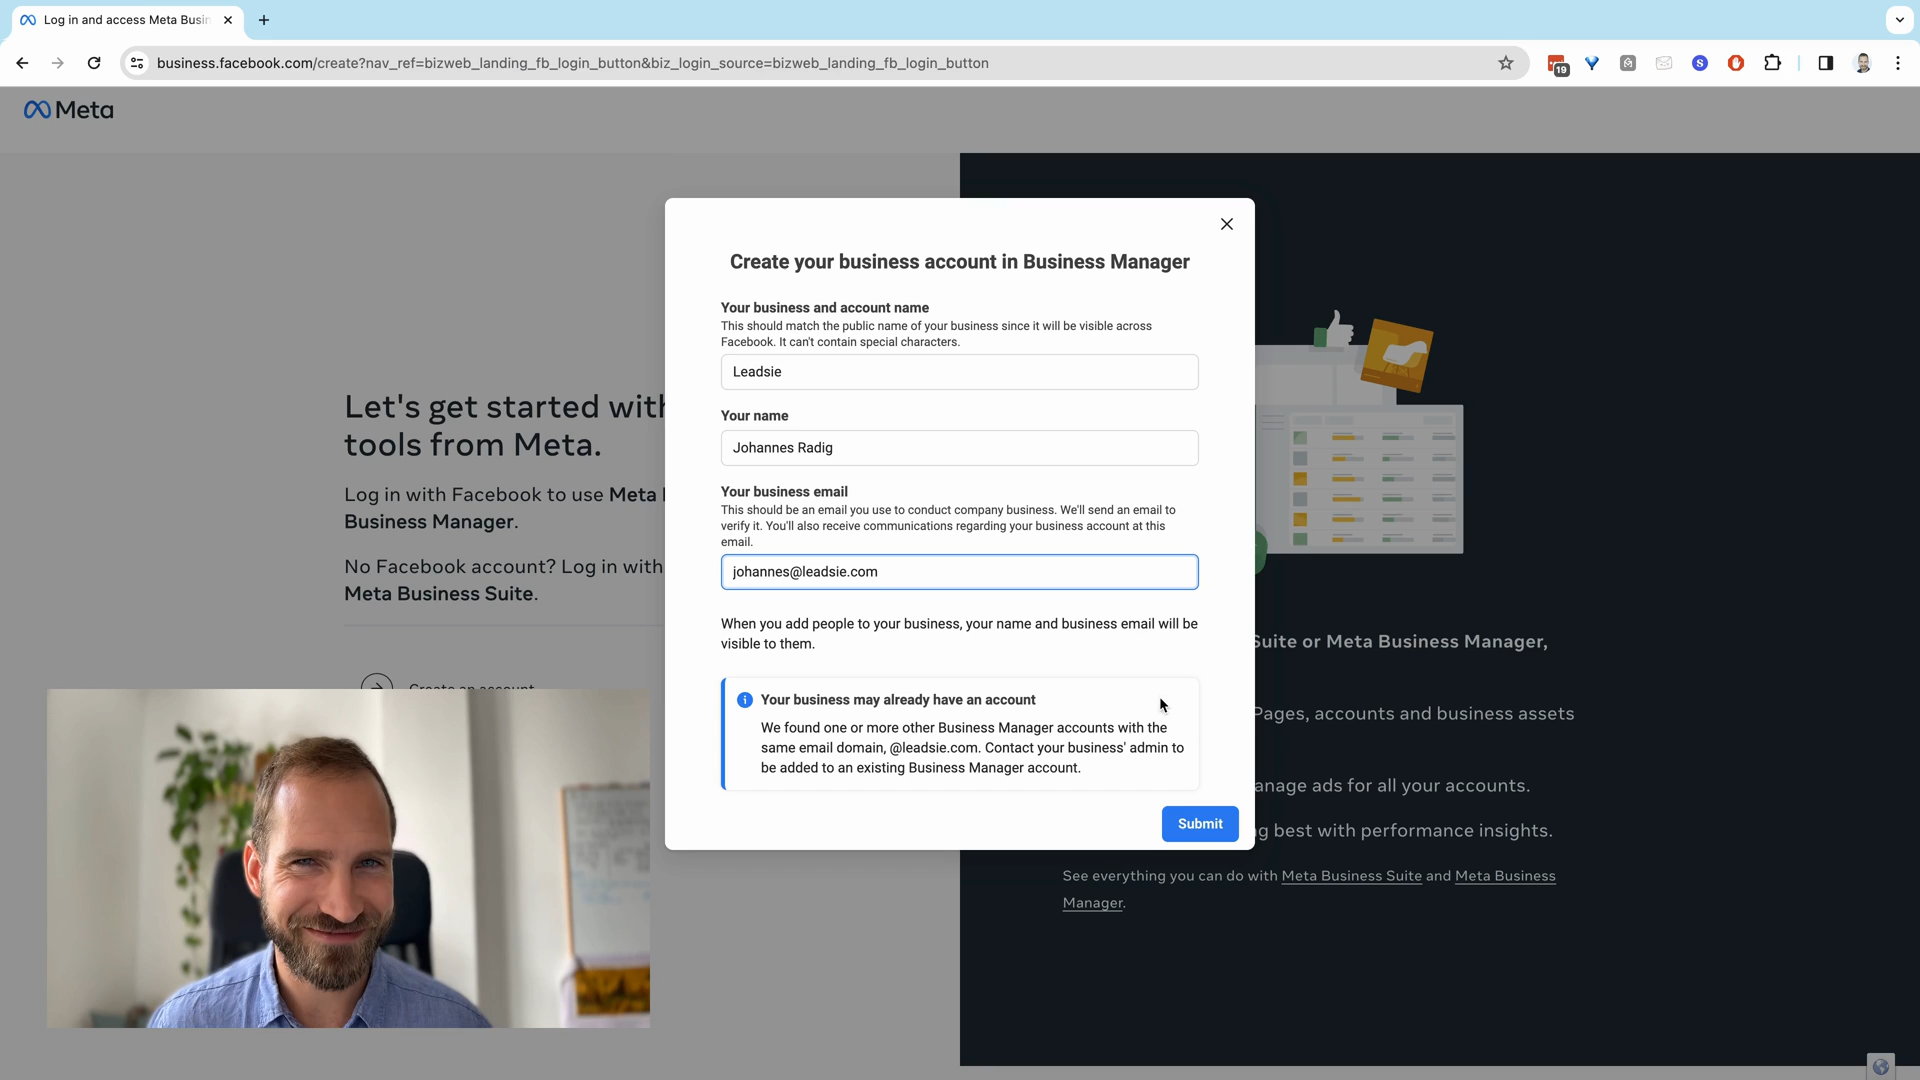 Log in and access Meta Busin
business.facebook.com/create?nav_ref=bizweb_landing_fb_login_button&biz_login_source=bizweb_landing_fb_login_button
19
S
Meta
Let's get started with
tools from Meta.
Log in with Facebook to use Meta
Business Manager.
No Facebook account? Log in with
Meta Business Suite.
Create an account
Create your business account in Business Manager
Your business and account name
This should match the public name of your business since it will be visible across
Facebook. It can't contain special characters.
Leadsie
Your name
Johannes Radig
Your business email
This should be an email you use to conduct company business. We'll send an email to
verify it. You'll also receive communications regarding your business account at this
email.
johannes@leadsie.com
When you add people to your business, your name and business email will be
visible to them.
Your business may already have an account
We found one or more other Business Manager accounts with the
same email domain, @leadsie.com. Contact your business' admin to
be added to an existing Business Manager account.
Submit
Suite or Meta Business Manager,
Pages, accounts and business assets
anage ads for all your accounts.
g best with performance insights.
See everything you can do with Meta Business Suite and Meta Business
Manager.